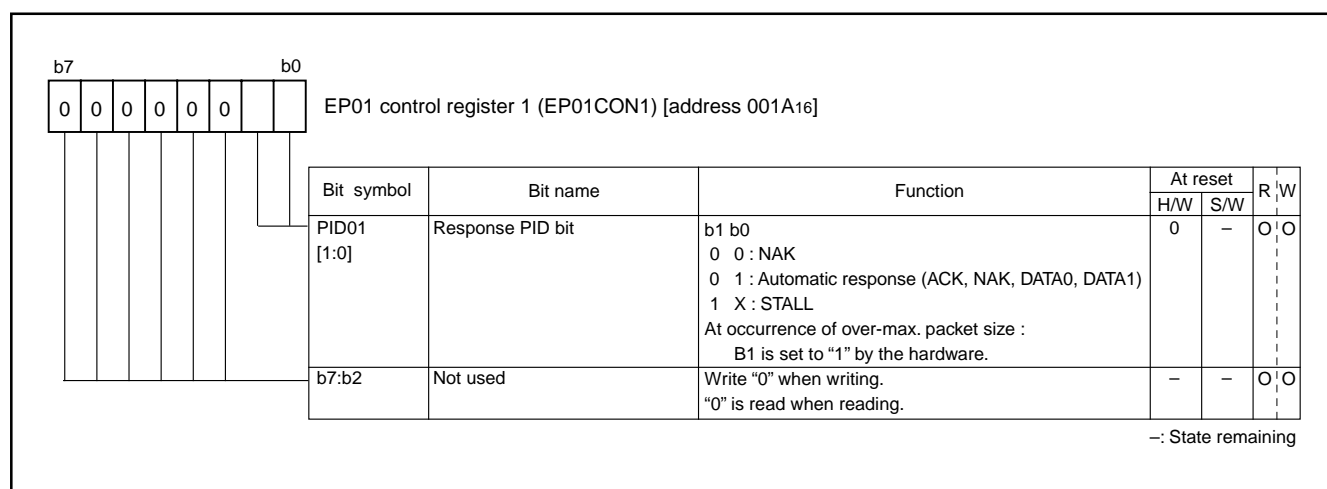 b7 b0
0 0 0 0 0 0
EP01 control register 1 (EP01CON1) [address 001A16]
Bit symbol Bit name Function At reset R W
H/W S/W
PID01 Response PID bit b1 b0 0 – O O
[1:0] 0 0 : NAK
0 1 : Automatic response (ACK, NAK, DATA0, DATA1)
1 X : STALL
At occurrence of over-max. packet size :
B1 is set to “1” by the hardware.
b7:b2 Not used Write “0” when writing. – – O O
“0” is read when reading.
–: State remaining